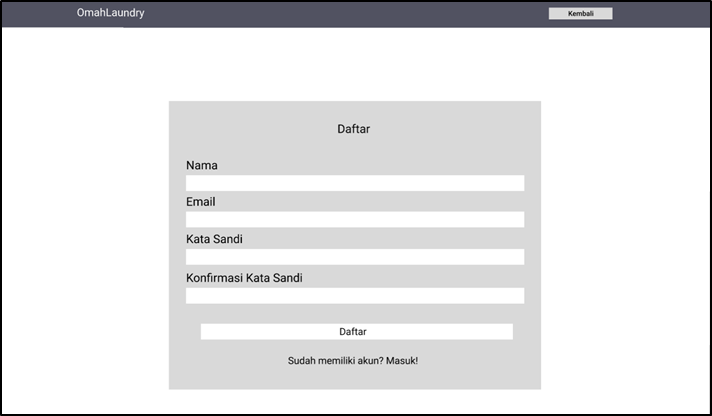 OmahLaundry
Kembali
Daftar
Nama
Email
Kata Sandi
Konfirmasi Kata Sandi
Daftar
Sudah memiliki akun? Masuk!